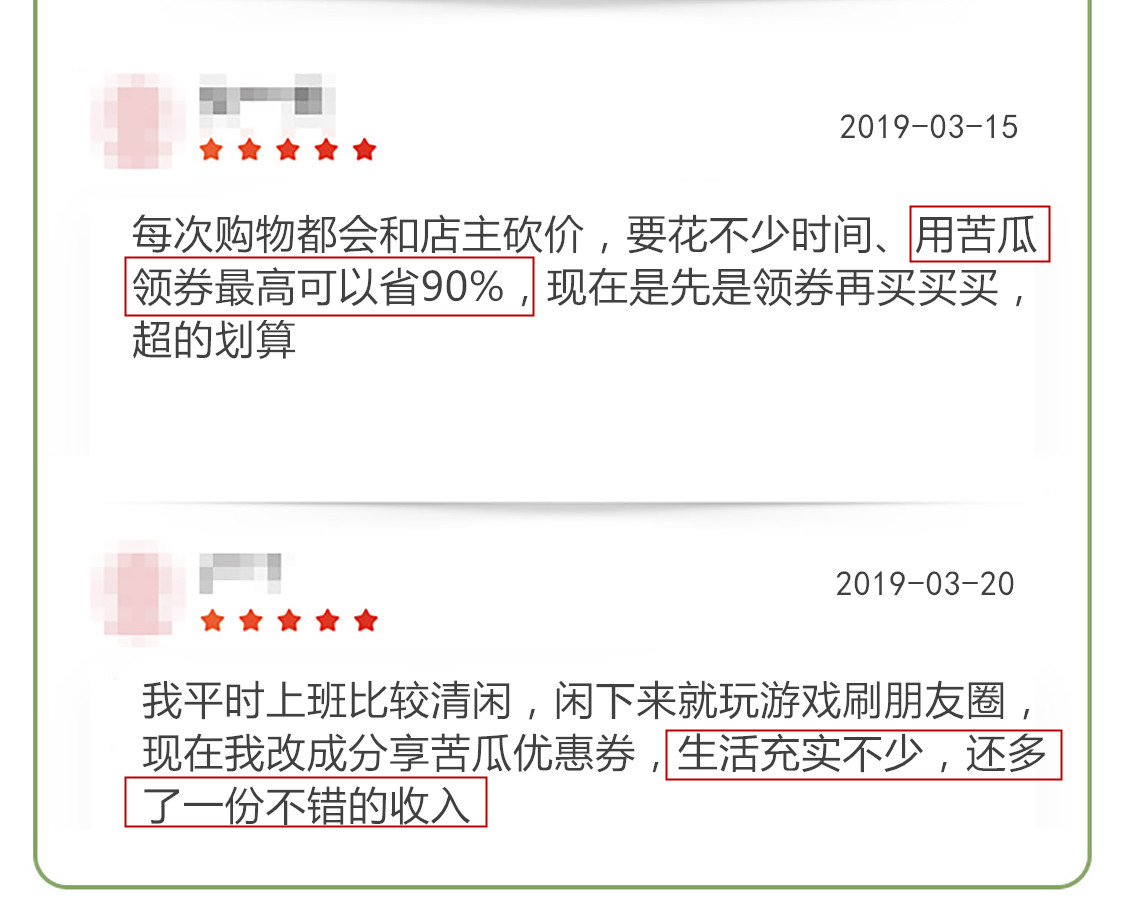 2019-03-15
每次购物都会和店主砍价，要花不少时间、用苦瓜
领券最高可以省90%，现在是先是领券再买买买，
超的划算
2019-03-20
我平时上班比较清闲，闲下来就玩游戏刷朋友圈，
现在我改成分享苦瓜优惠券，生活充实不少，还多
了一份不错的收入